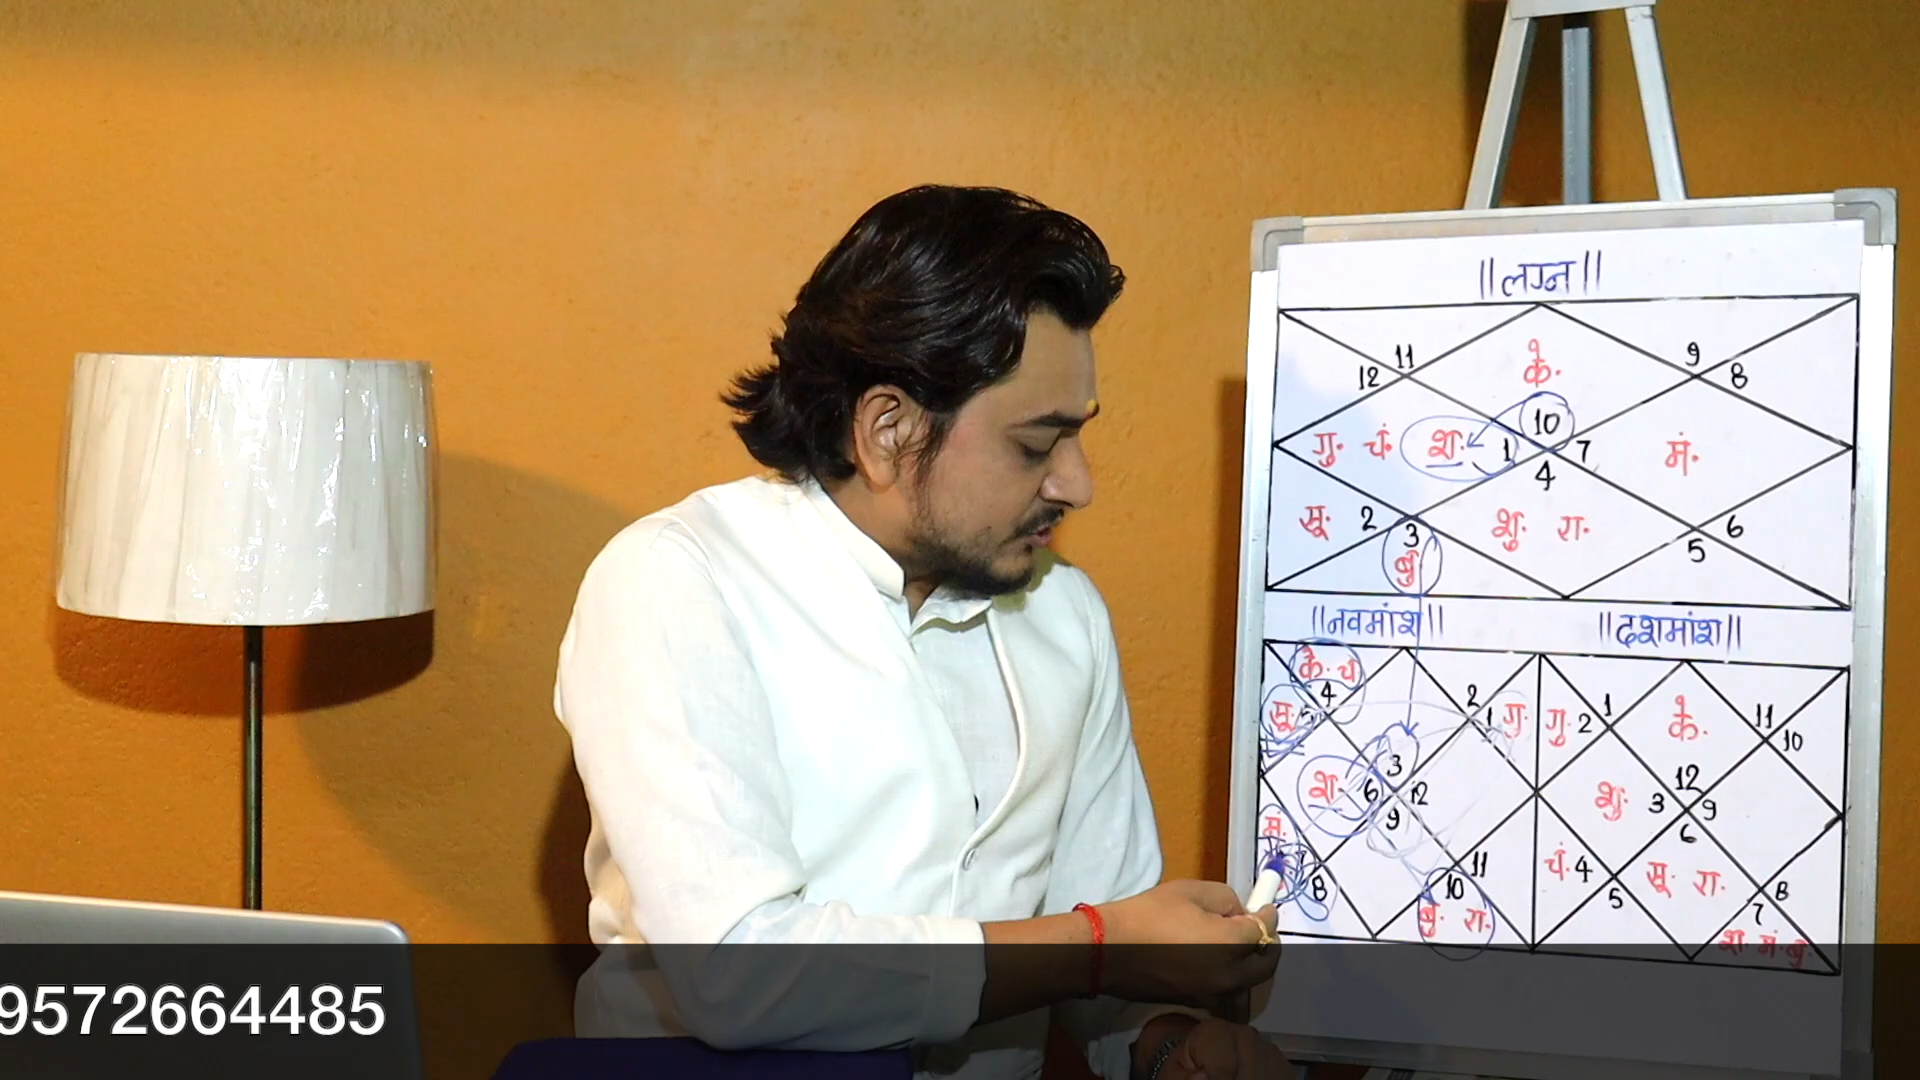 ||लग्न||
11 के. 9
12 8
10
गु. चं. श. 1 7 मं.
4
सू. 2 3 शु. रा. 6
बु 5
||नवमांश|| ||दशमांश||
के. च 2 1 के. 11
4 1 गु. गु. 2 10
सू. 5
3 12
श. 6 12 शु. 3 9
9 6
मं. 11 चं. 4 सू. रा. 8
8 10 5 7
बु. रा. श. मं. बु.
9572664485